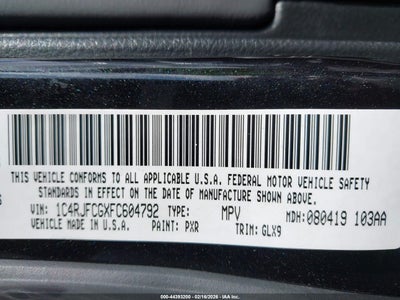 THIS VEHICLE CONFORMS TO ALL APPLICABLE U.S.A. FEDERAL MOTOR VEHICLE SAFETY
STANDARDS IN EFFECT ON THE DATE OF MANUFACTURE SHOWN ABOVE.
VIN: 1C4RJFCGXFC604792 TYPE: MPV MDH: 080419 103AA
VEHICLE MADE IN U.S.A. PAINT: PXR TRIM: GLX9
000-44393200 - 02/16/2026 - IAAI.COM